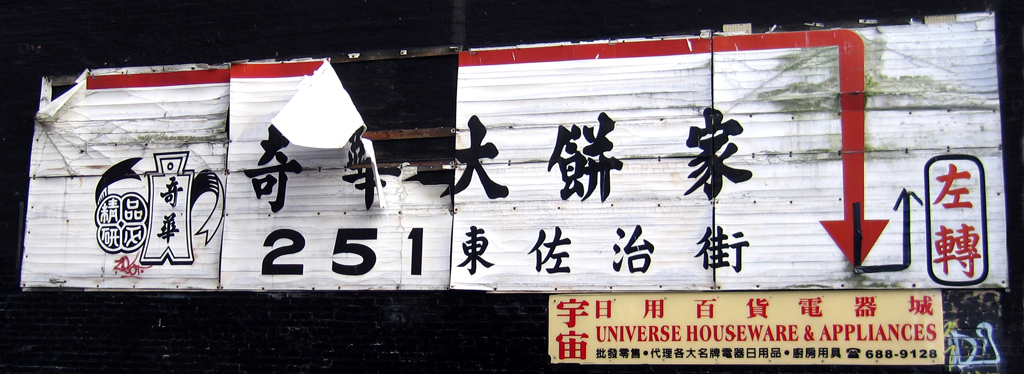 奇華大餅家
251 東佐治街
左轉
奇華
精品
研必
宇宙
日用百貨電器城
UNIVERSE HOUSEWARE & APPLIANCES
批發零售•代理各大名牌電器日用品•廚房用具 ☎ 688-9128